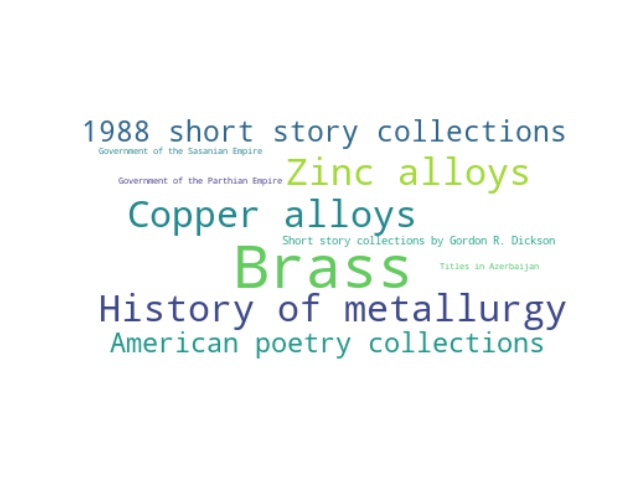 1988 short story collections
Government of the Sasanian Empire
Government of the Parthian Empire
Zinc alloys
Copper alloys
Short story collections by Gordon R. Dickson
Brass
Titles in Azerbaijan
History of metallurgy
American poetry collections